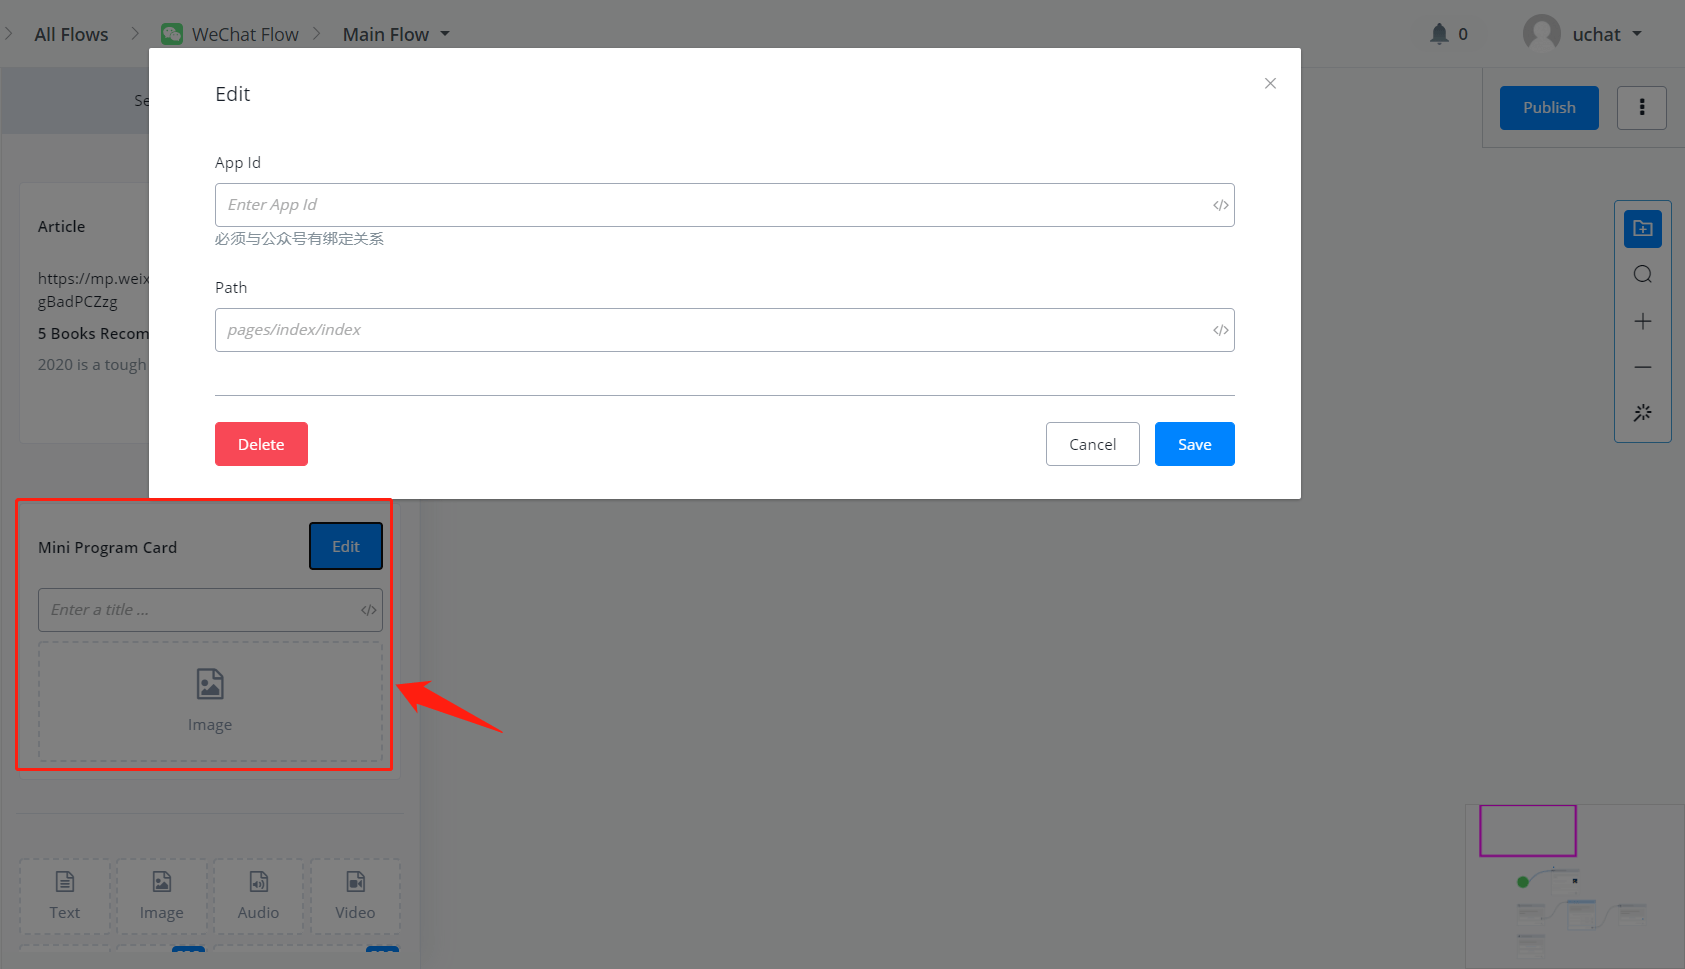 All Flows
WeChat Flow
Main Flow
0
uchat
Edit
Publish
App Id
Enter App Id
必须与公众号有绑定关系
Path
pages/index/index
Delete
Cancel
Save
Article
https://mp.weix
gBadPCZzg
5 Books Recom
2020 is a tough
Mini Program Card
Edit
Enter a title ...
Image
Text
Image
Audio
Video